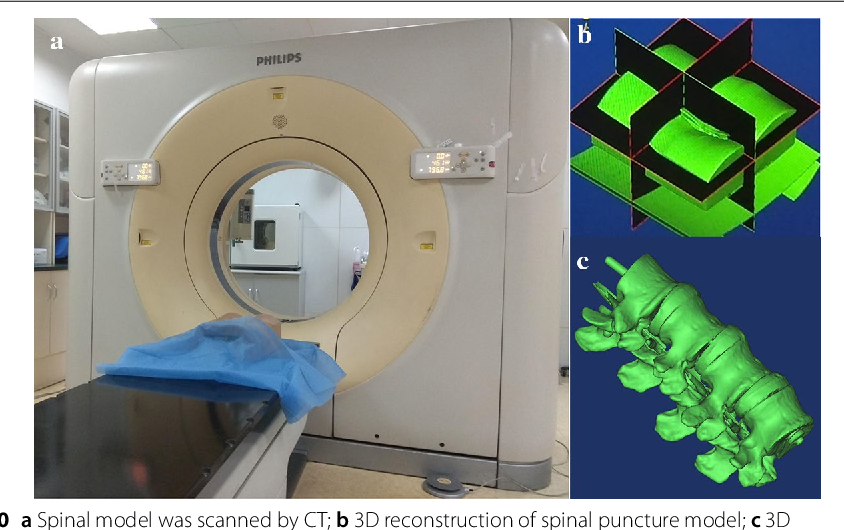 a
PHILIPS
b
c
0 a Spinal model was scanned by CT; b 3D reconstruction of spinal puncture model; c 3D